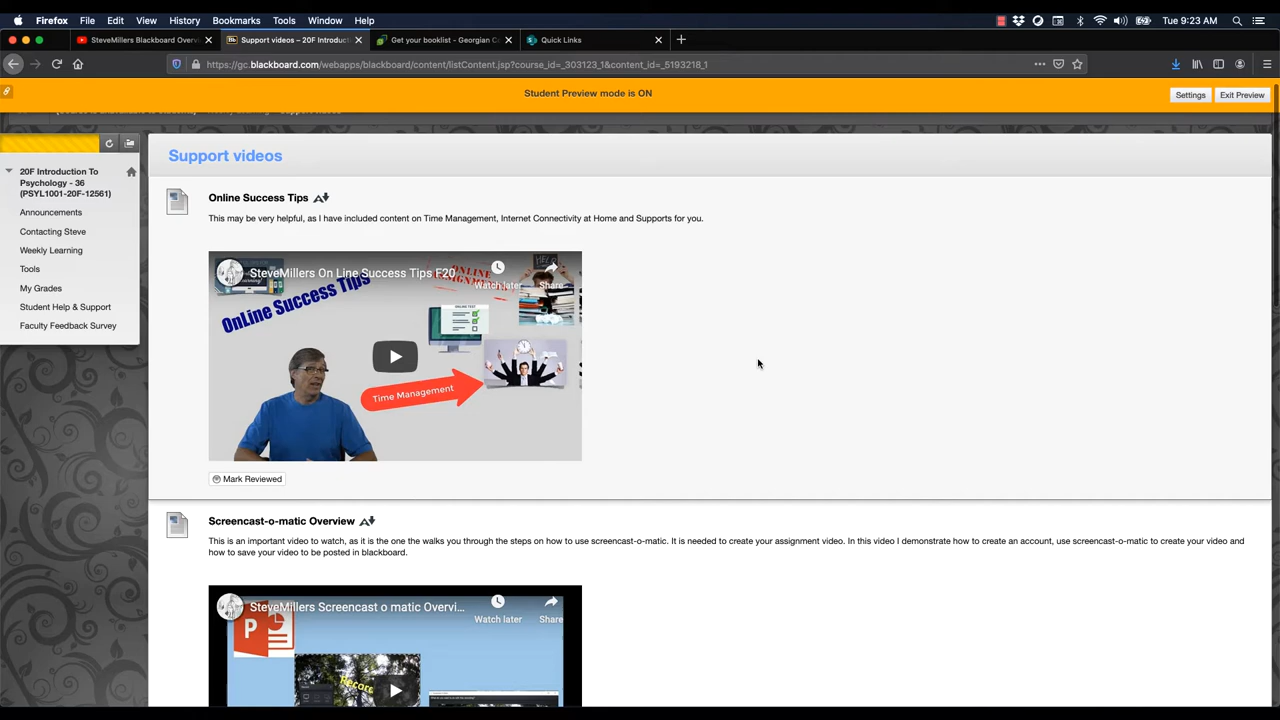 Firefox File Edit View History Bookmarks Tools Window Help Tue 9:23 AM
SteveMillers Blackboard Overvi Support videos – 20F Introduct Get your booklist - Georgian C Quick Links
https://gc.blackboard.com/webapps/blackboard/content/listContent.jsp?course_id=_303123_1&content_id=_5193218_1
Student Preview mode is ON Settings Exit Preview
Support videos
20F Introduction To
Psychology - 36
(PSYL1001-20F-12561)
Announcements
Contacting Steve
Weekly Learning
Tools
My Grades
Student Help & Support
Faculty Feedback Survey
Online Success Tips
This may be very helpful, as I have included content on Time Management, Internet Connectivity at Home and Supports for you.
SteveMillers On Line Success Tips F20
Watch later Share
OnLine Success Tips
HELP
Time Management
Mark Reviewed
Screencast-o-matic Overview
This is an important video to watch, as it is the one the walks you through the steps on how to use screencast-o-matic. It is needed to create your assignment video. In this video I demonstrate how to create an account, use screencast-o-matic to create your video and
how to save your video to be posted in blackboard.
SteveMillers Screencast o matic Overvi...
Watch later Share
P
Record